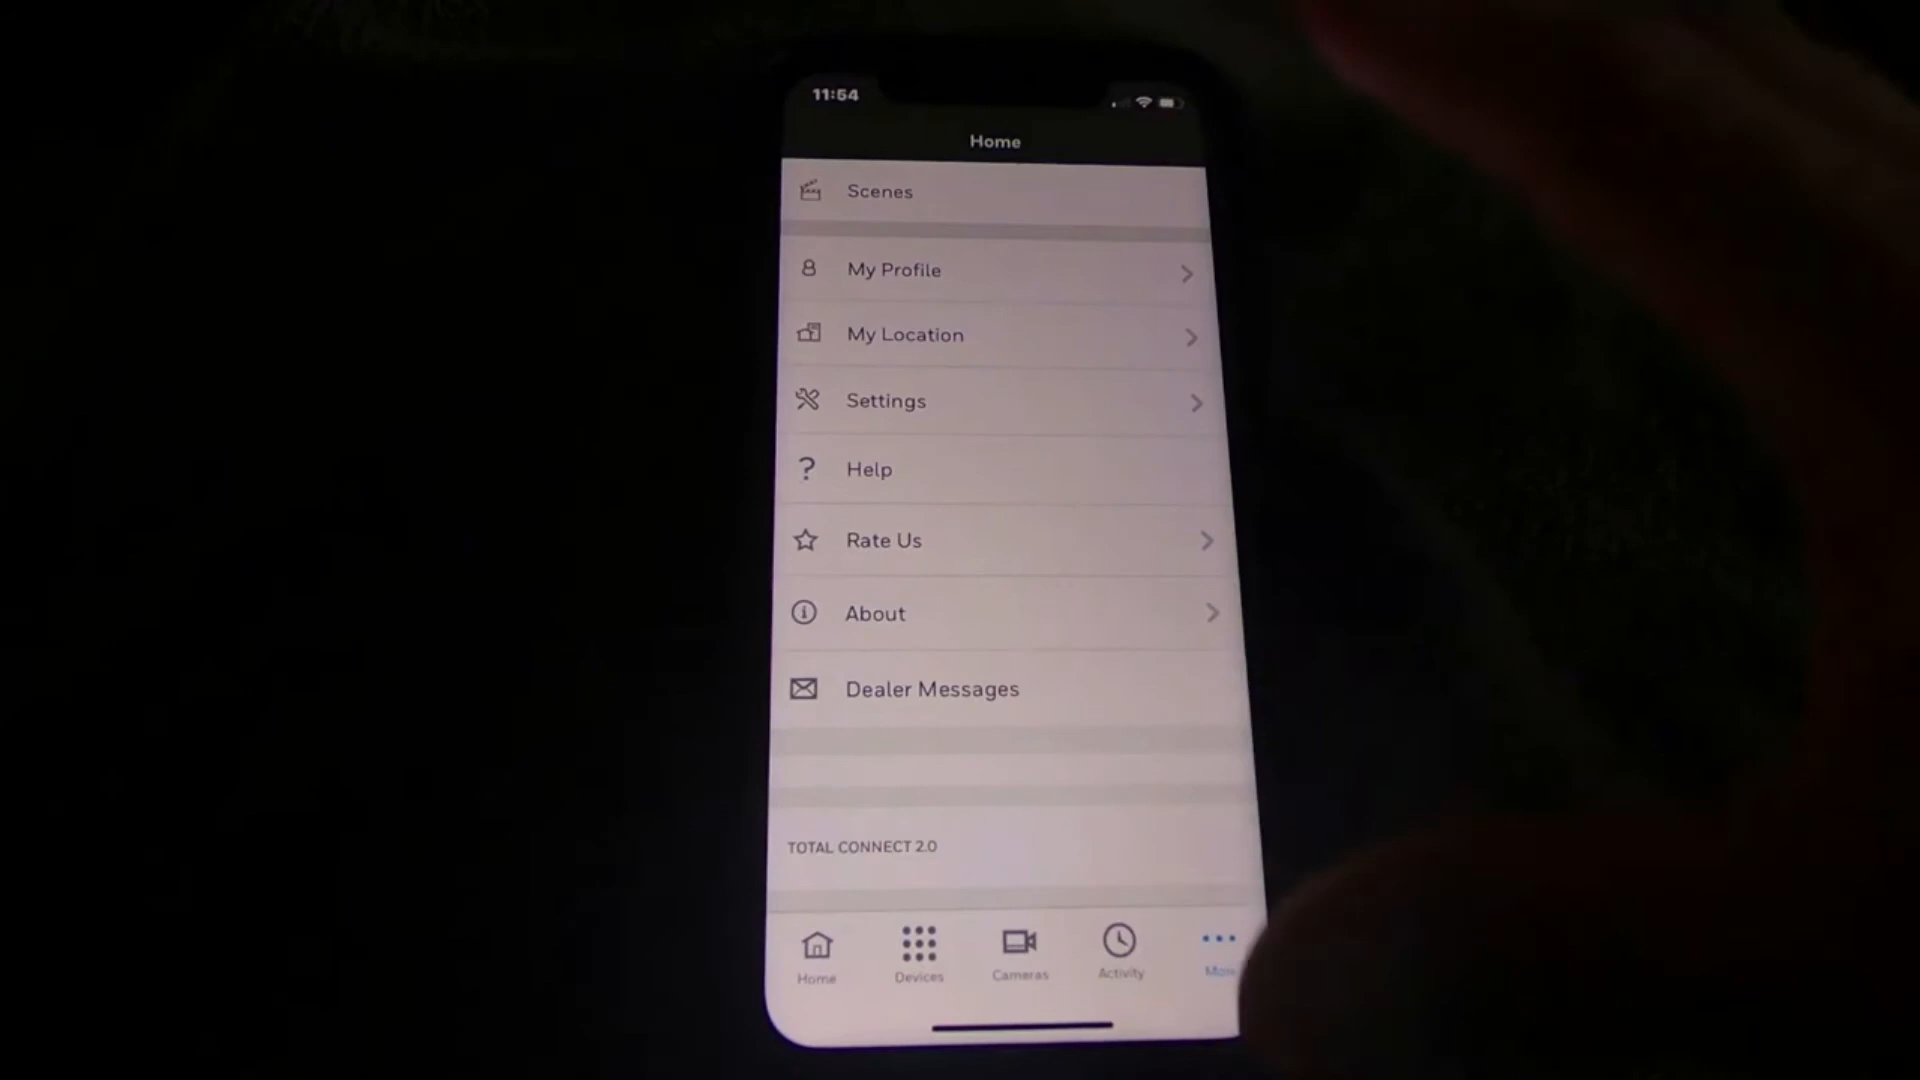 11:54
Home
Scenes
My Profile
My Location
Settings
Help
Rate Us
About
Dealer Messages
TOTAL CONNECT 2.0
Home
Devices
Cameras
Activity
More